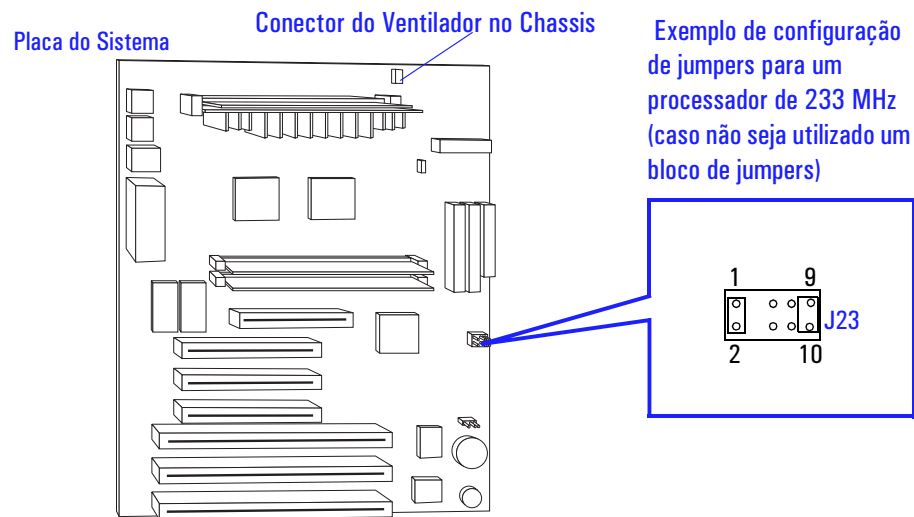 Conector do Ventilador no Chassis
Placa do Sistema
Exemplo de configuração
de jumpers para um
processador de 233 MHz
(caso não seja utilizado um
bloco de jumpers)
1 9
J23
2 10